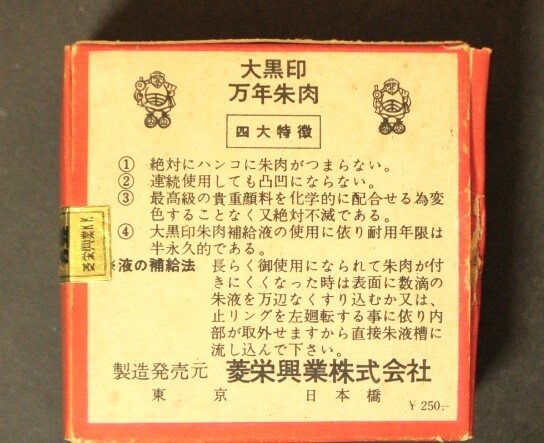 大黒印
万年朱肉
四大特徴
① 絶対にハンコに朱肉がつまらない。
② 連続使用しても凸凹にならない。
③ 最高級の貴重顔料を化学的に配合せる為変
色することなく又絶対不滅である。
④ 大黒印朱肉補給液の使用に依り耐用年限は
半永久的である。
※液の補給法 長らく御使用になられて朱肉が付
きにくくなった時は表面に数滴の
朱液を万辺なくすり込むか又は、
止リングを左廻転する事に依り内
部が取外せますから直接朱液槽に
流し込んで下さい。
製造発売元 菱栄興業株式会社
東京 日本橋
¥250.-
菱栄興業K.K.